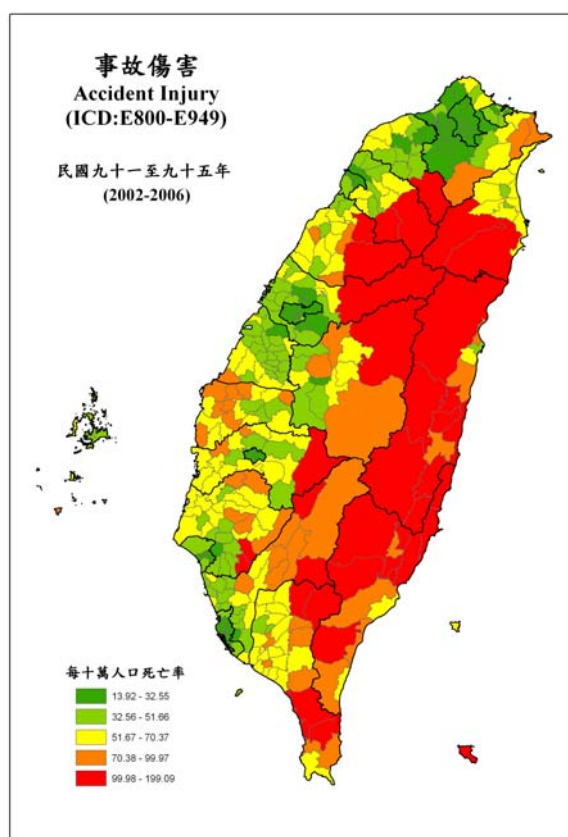 事故傷害
Accident Injury
(ICD:E800-E949)
民國九十一至九十五年
(2002-2006)
每十萬人口死亡率
13.92 - 32.55
32.56 - 51.66
51.67 - 70.37
70.38 - 99.97
99.98 - 199.09